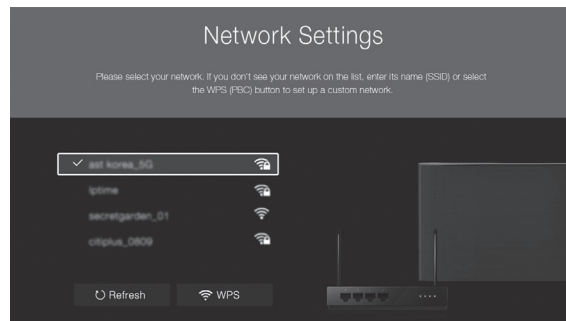 Network Settings
Please select your network. If you don't see your network on the list, enter its name (SSID) or select
the WPS (PBC) button to set up a custom network.
ast korea_5G
iptime
secretgarden_01
citiplus_0809
Refresh
WPS